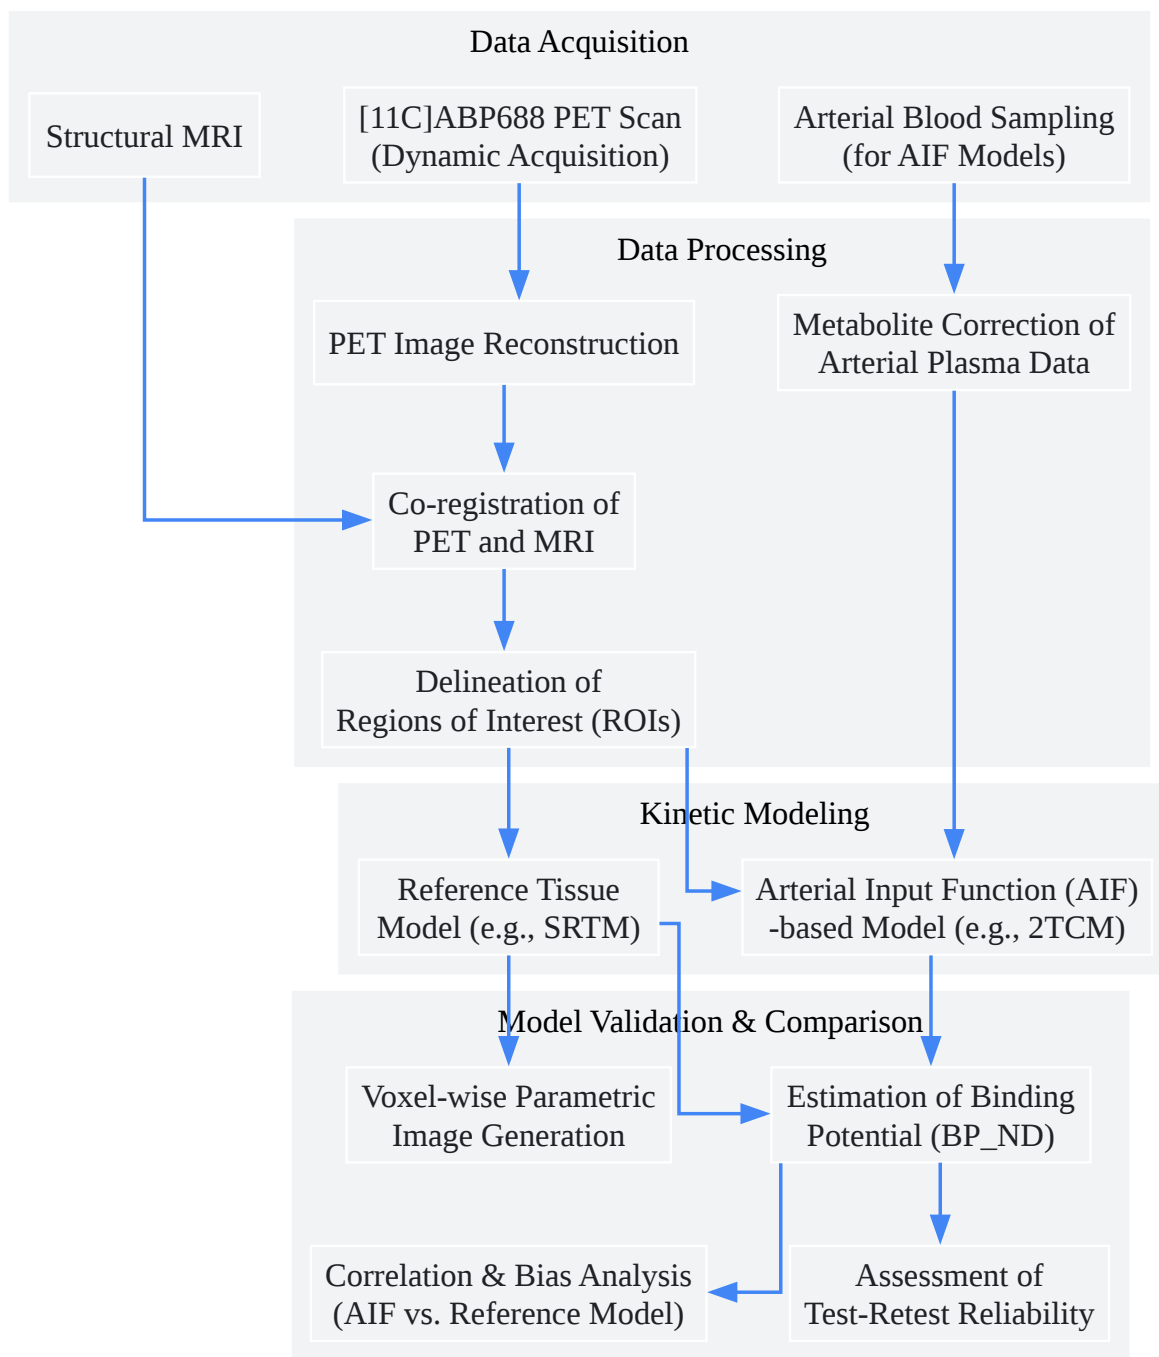 Data Acquisition
Structural MRI
[11C]ABP688 PET Scan
(Dynamic Acquisition)
Arterial Blood Sampling
(for AIF Models)
Data Processing
PET Image Reconstruction
Metabolite Correction of
Arterial Plasma Data
Co-registration of
PET and MRI
Delineation of
Regions of Interest (ROIs)
Kinetic Modeling
Reference Tissue
Model (e.g., SRTM)
Arterial Input Function (AIF)
-based Model (e.g., 2TCM)
Model Validation & Comparison
Voxel-wise Parametric
Image Generation
Estimation of Binding
Potential (BP_ND)
Correlation & Bias Analysis
(AIF vs. Reference Model)
Assessment of
Test-Retest Reliability